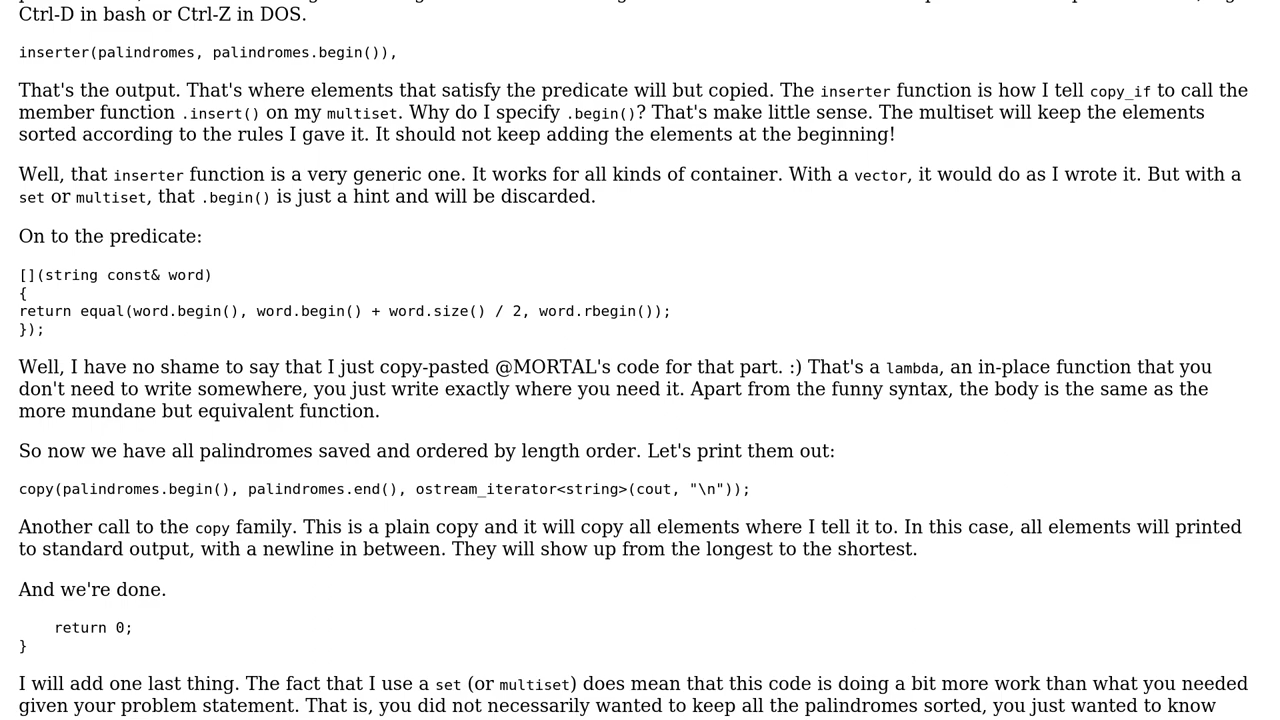 Ctrl-D in bash or Ctrl-Z in DOS.
inserter(palindromes, palindromes.begin()),
That's the output. That's where elements that satisfy the predicate will but copied. The inserter function is how I tell copy_if to call the
member function .insert() on my multiset. Why do I specify .begin()? That's make little sense. The multiset will keep the elements
sorted according to the rules I gave it. It should not keep adding the elements at the beginning!
Well, that inserter function is a very generic one. It works for all kinds of container. With a vector, it would do as I wrote it. But with a
set or multiset, that .begin() is just a hint and will be discarded.
On to the predicate:
[](string const& word)
{
return equal(word.begin(), word.begin() + word.size() / 2, word.rbegin());
});
Well, I have no shame to say that I just copy-pasted @MORTAL's code for that part. :) That's a lambda, an in-place function that you
don't need to write somewhere, you just write exactly where you need it. Apart from the funny syntax, the body is the same as the
more mundane but equivalent function.
So now we have all palindromes saved and ordered by length order. Let's print them out:
copy(palindromes.begin(), palindromes.end(), ostream_iterator<string>(cout, "\n"));
Another call to the copy family. This is a plain copy and it will copy all elements where I tell it to. In this case, all elements will printed
to standard output, with a newline in between. They will show up from the longest to the shortest.
And we're done.
    return 0;
}
I will add one last thing. The fact that I use a set (or multiset) does mean that this code is doing a bit more work than what you needed
given your problem statement. That is, you did not necessarily wanted to keep all the palindromes sorted, you just wanted to know